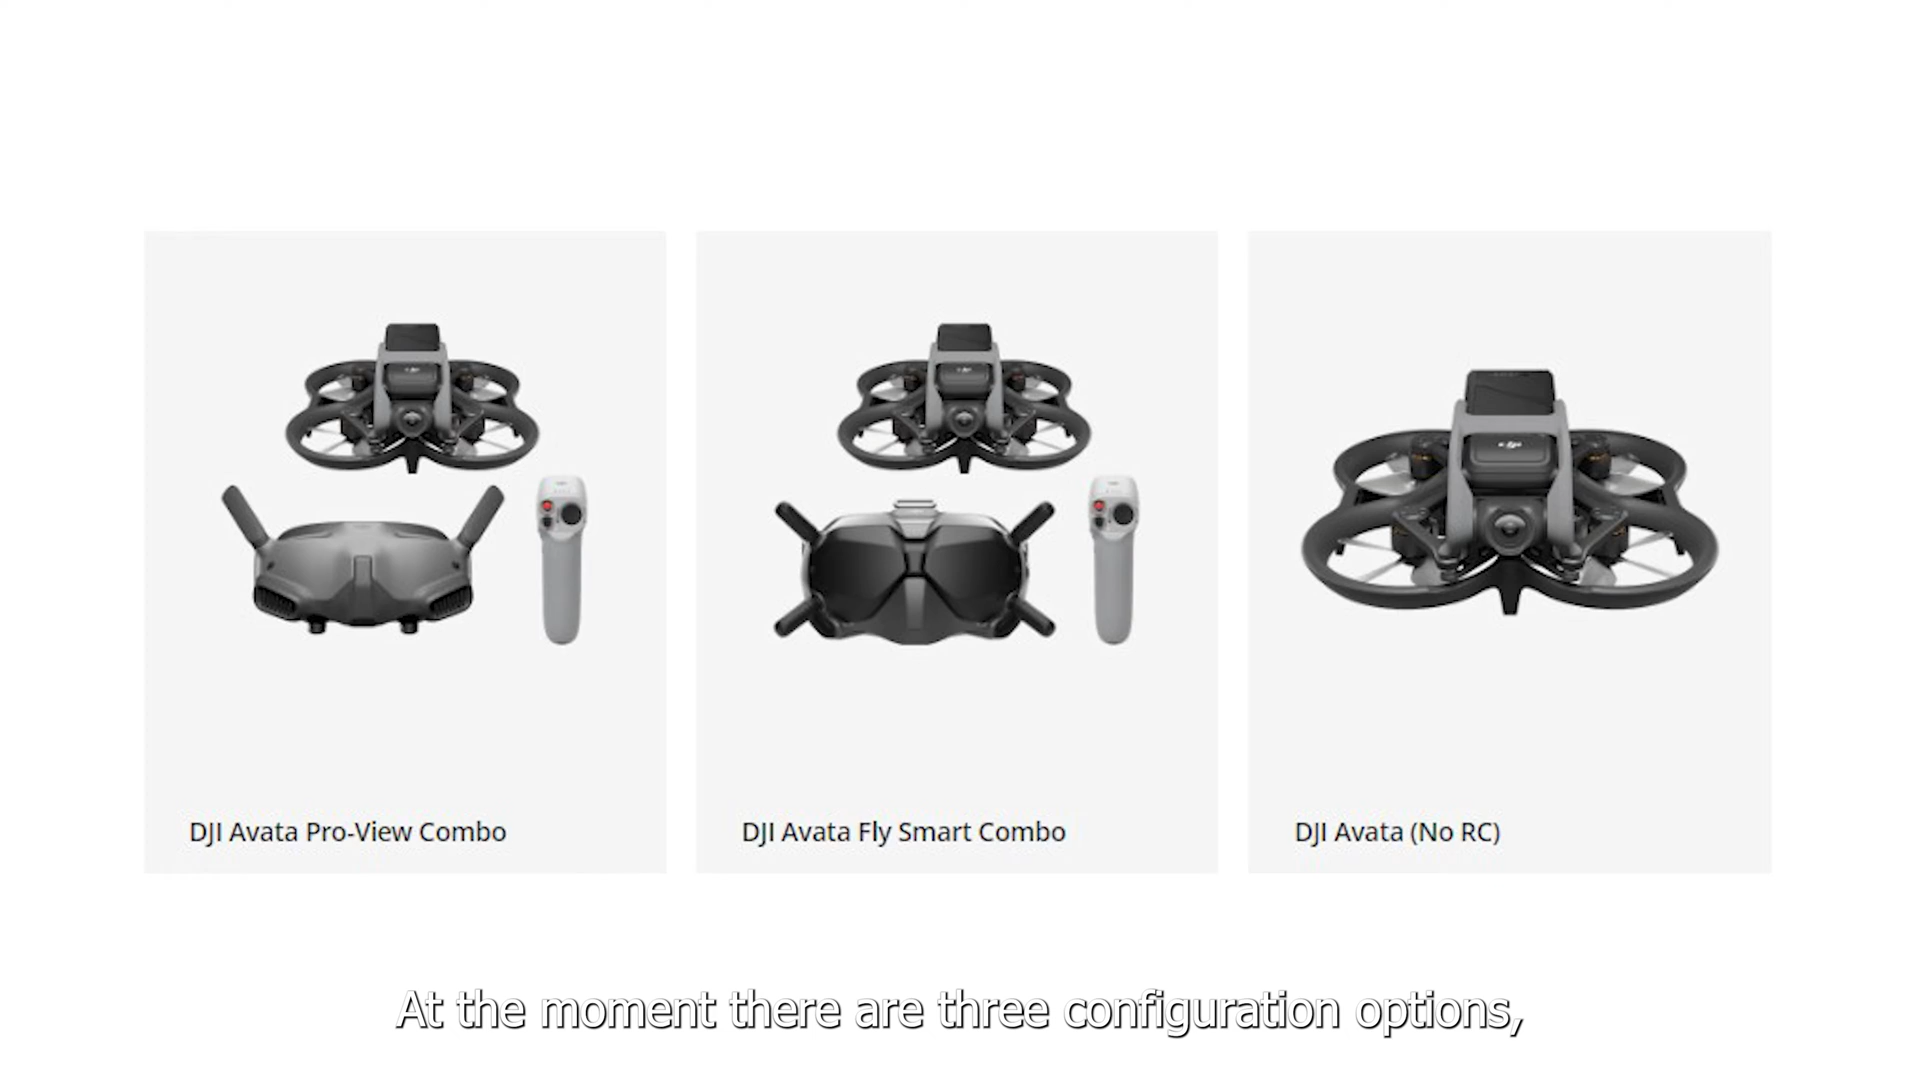 DJI Avata Pro-View Combo
DJI Avata Fly Smart Combo
DJI Avata (No RC)
At the moment there are three configuration options,